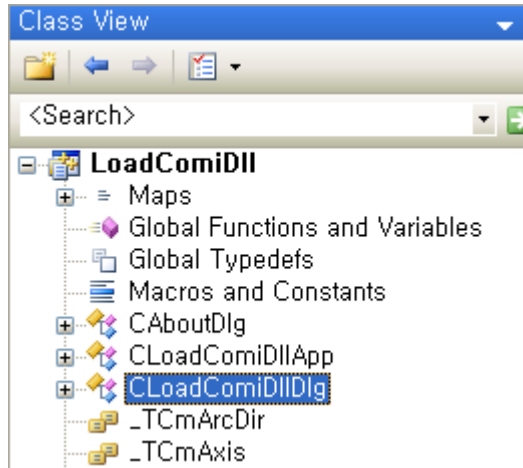 Class View
<Search>
LoadComiDll
Maps
Global Functions and Variables
Global Typedefs
Macros and Constants
CAboutDlg
CLoadComiDllApp
CLoadComiDllDlg
_TCmArcDir
_TCmAxis